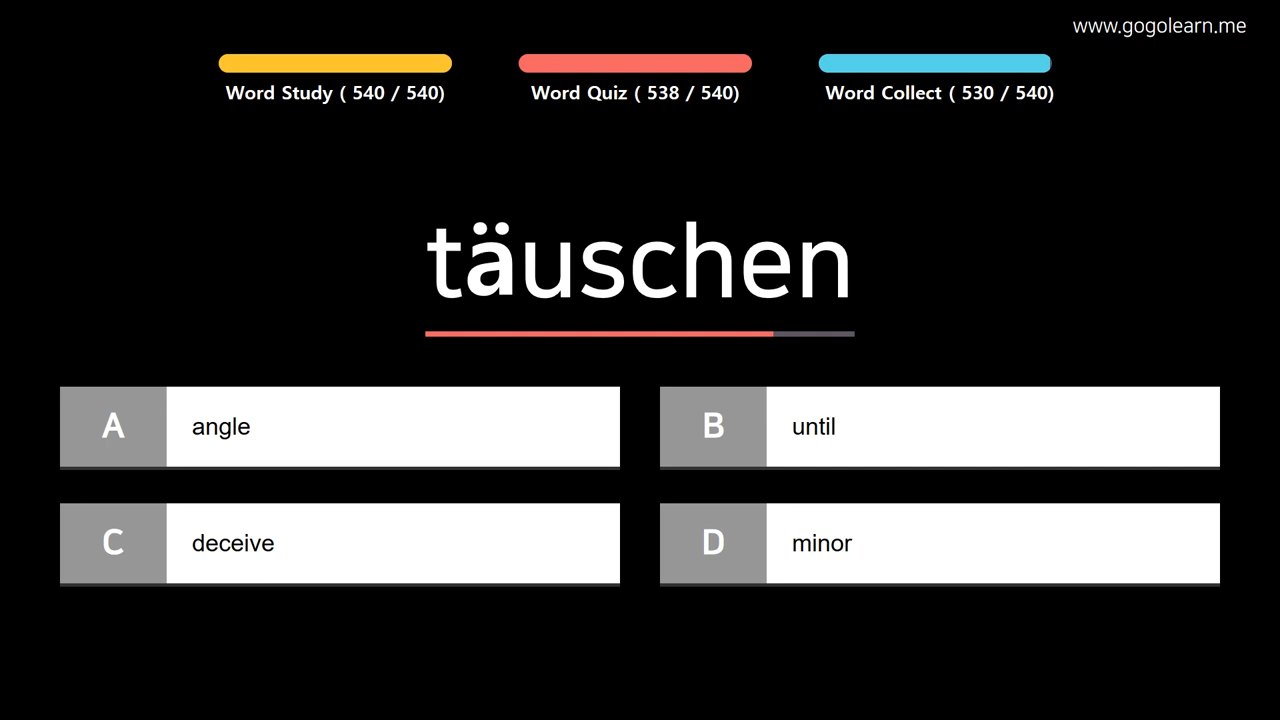 www.gogolearn.me
Word Study ( 540 / 540)
Word Quiz ( 538 / 540)
Word Collect ( 530 / 540)
täuschen
A angle
B until
C deceive
D minor